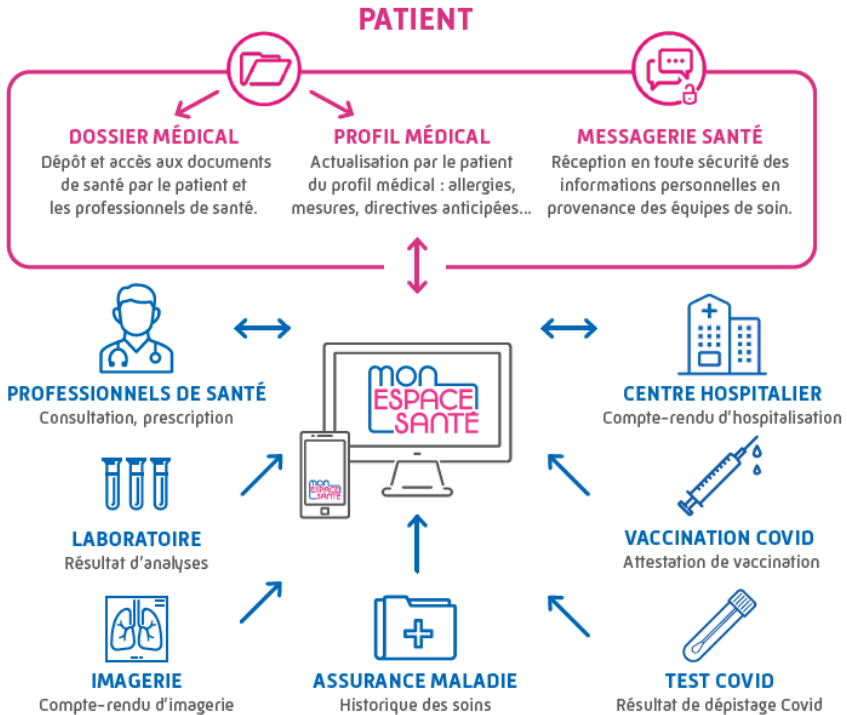 PATIENT
DOSSIER MÉDICAL
Dépôt et accès aux documents
de santé par le patient et
les professionnels de santé.
PROFIL MÉDICAL
Actualisation par le patient
du profil médical : allergies,
mesures, directives anticipées...
MESSAGERIE SANTÉ
Réception en toute sécurité des
informations personnelles en
provenance des équipes de soin.
PROFESSIONNELS DE SANTÉ
Consultation, prescription
mon
ESPACE
SANTÉ
mon
ESPACE
SANTÉ
CENTRE HOSPITALIER
Compte-rendu d'hospitalisation
LABORATOIRE
Résultat d'analyses
VACCINATION COVID
Attestation de vaccination
IMAGERIE
Compte-rendu d'imagerie
ASSURANCE MALADIE
Historique des soins
TEST COVID
Résultat de dépistage Covid